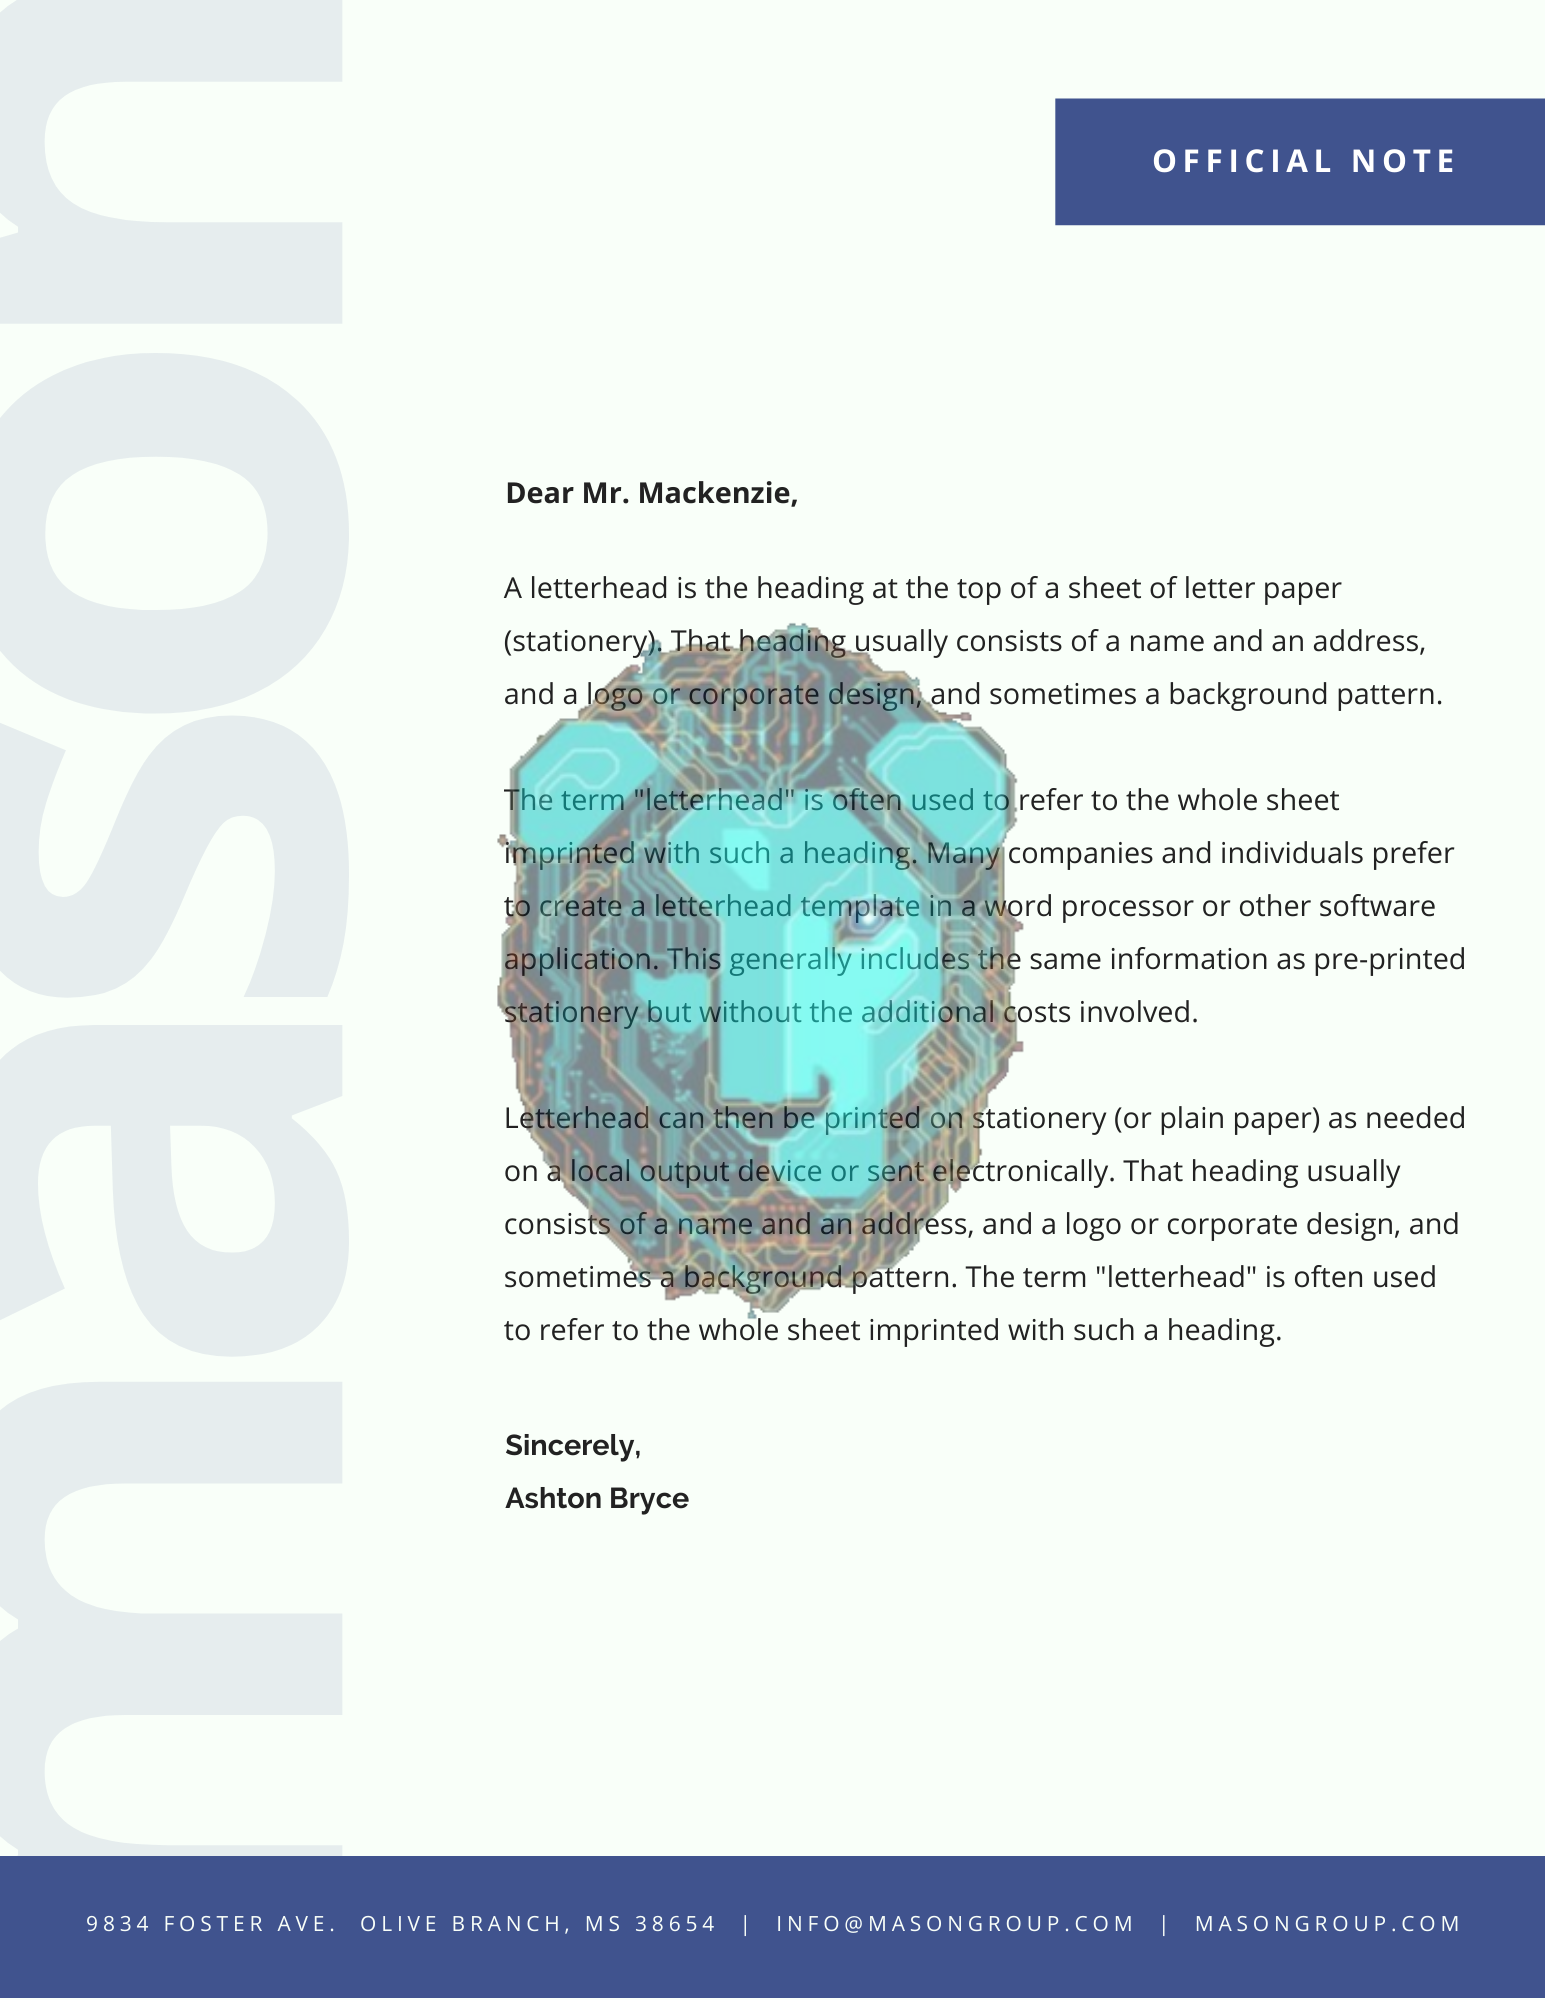 mason
OFFICIAL NOTE
Dear Mr. Mackenzie,
A letterhead is the heading at the top of a sheet of letter paper
(stationery). That heading usually consists of a name and an address,
and a logo or corporate design, and sometimes a background pattern.
The term "letterhead" is often used to refer to the whole sheet
imprinted with such a heading. Many companies and individuals prefer
to create a letterhead template in a word processor or other software
application. This generally includes the same information as pre-printed
stationery but without the additional costs involved.
Letterhead can then be printed on stationery (or plain paper) as needed
on a local output device or sent electronically. That heading usually
consists of a name and an address, and a logo or corporate design, and
sometimes a background pattern. The term "letterhead" is often used
to refer to the whole sheet imprinted with such a heading.
Sincerely,
Ashton Bryce
9834 FOSTER AVE. OLIVE BRANCH, MS 38654 | INFO@MASONGROUP.COM | MASONGROUP.COM